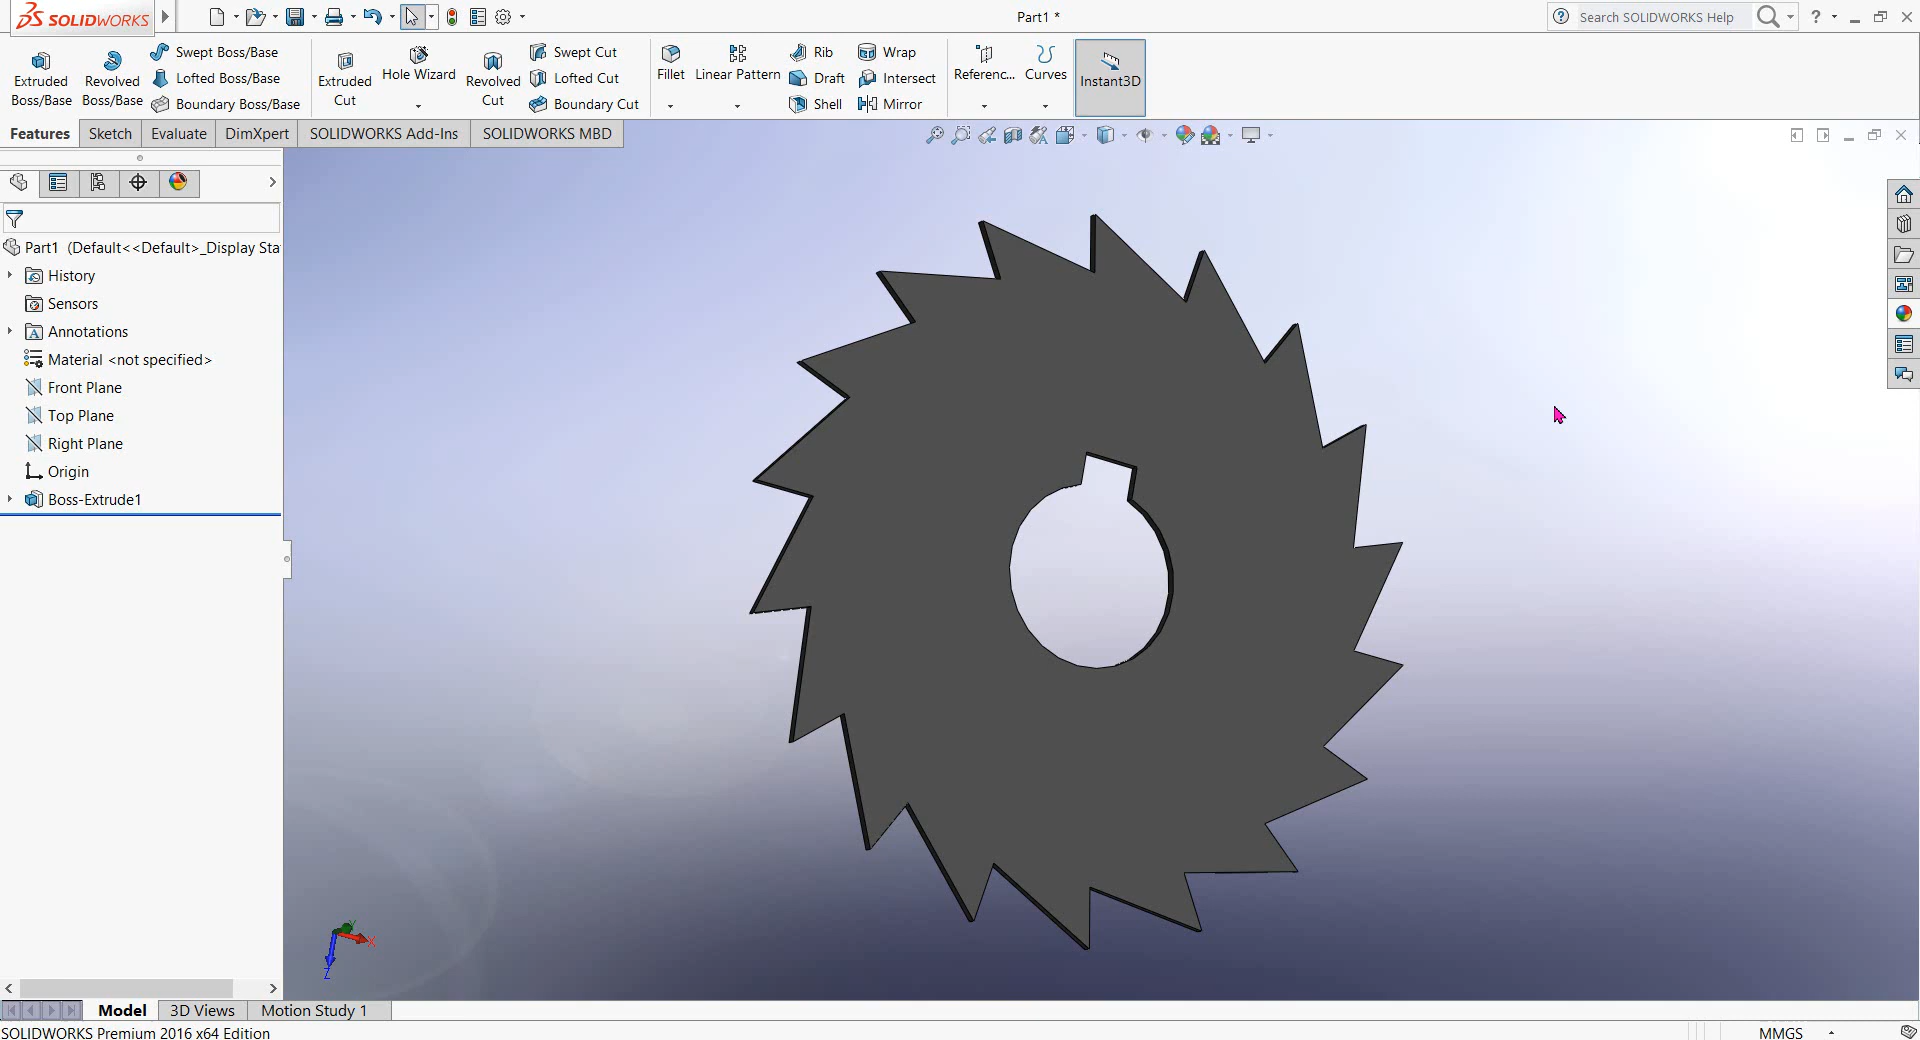 SOLIDWORKS
Part1 *
Search SOLIDWORKS Help
Extruded Boss/Base
Revolved Boss/Base
Swept Boss/Base
Lofted Boss/Base
Boundary Boss/Base
Extruded Cut
Hole Wizard
Revolved Cut
Swept Cut
Lofted Cut
Boundary Cut
Fillet
Linear Pattern
Rib
Draft
Shell
Wrap
Intersect
Mirror
Referenc...
Curves
Instant3D
Features
Sketch
Evaluate
DimXpert
SOLIDWORKS Add-Ins
SOLIDWORKS MBD
Part1 (Default<<Default>_Display Sta
History
Sensors
Annotations
Material <not specified>
Front Plane
Top Plane
Right Plane
Origin
Boss-Extrude1
Y
X
Z
Model
3D Views
Motion Study 1
SOLIDWORKS Premium 2016 x64 Edition
MMGS